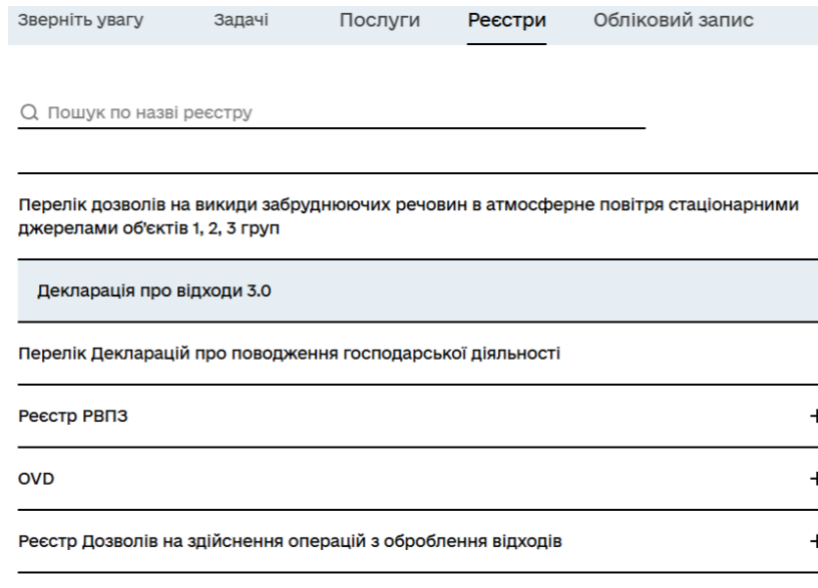 Зверніть увагу Задачі Послуги Реєстри Обліковий запис
Пошук по назві реєстру
Перелік дозволів на викиди забруднюючих речовин в атмосферне повітря стаціонарними
джерелами об'єктів 1, 2, 3 груп
Декларація про відходи 3.0
Перелік Декларацій про поводження господарської діяльності
Реєстр РВПЗ +
OVD +
Реєстр Дозволів на здійснення операцій з оброблення відходів +